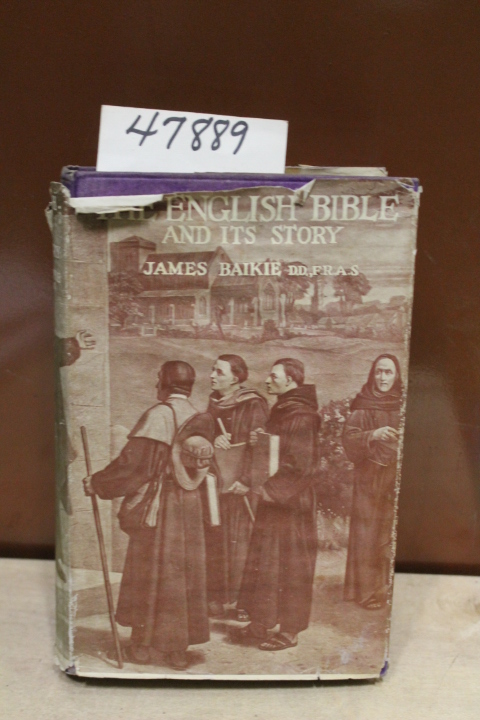 47889
THE ENGLISH BIBLE
AND ITS STORY
JAMES BAIKIE D.D., F.R.A.S